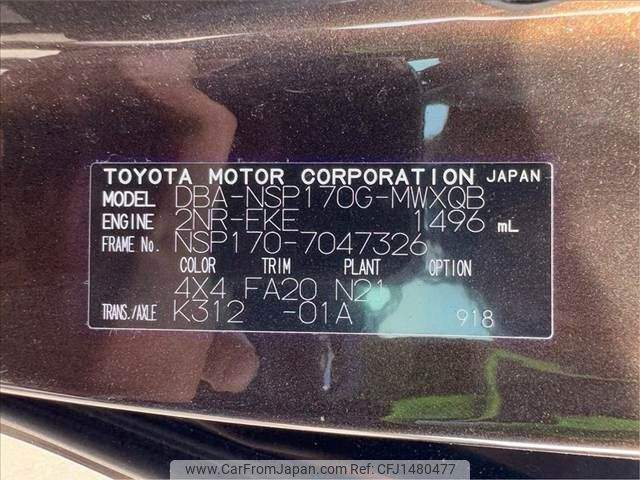 TOYOTA MOTOR CORPORATION JAPAN
MODEL DBA-NSP170G-MWXQB
ENGINE 2NR-FKE 1496 mL
FRAME No. NSP170-7047326
COLOR TRIM PLANT OPTION
4X4 FA20 N21
TRANS./AXLE K312 -01A 918
www.CarFromJapan.com Ref No: CFJ1480477